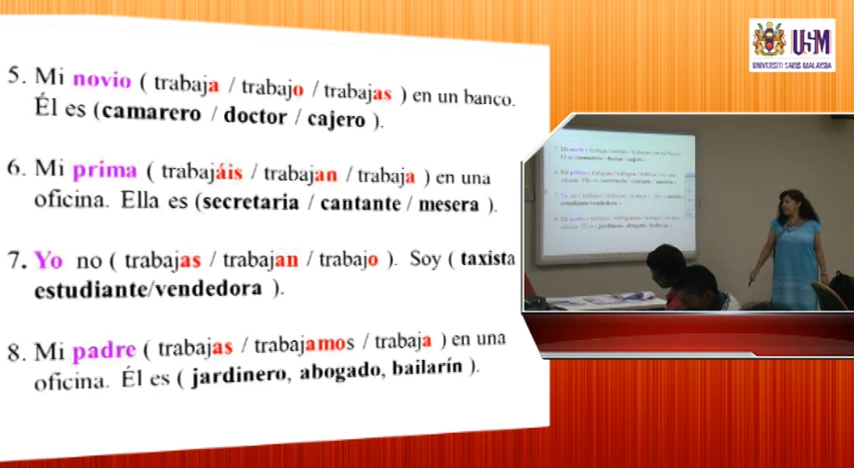 USM
UNIVERSITI SAINS MALAYSIA
5. Mi novio ( trabaja / trabajo / trabajas ) en un banco.
Él es (camarero / doctor / cajero ).
6. Mi prima ( trabajáis / trabajan / trabaja ) en una
oficina. Ella es (secretaria / cantante / mesera ).
7. Yo no ( trabajas / trabajan / trabajo ). Soy ( taxista
estudiante/vendedora ).
8. Mi padre ( trabajas / trabajamos / trabaja ) en una
oficina. Él es ( jardinero, abogado, bailarín ).